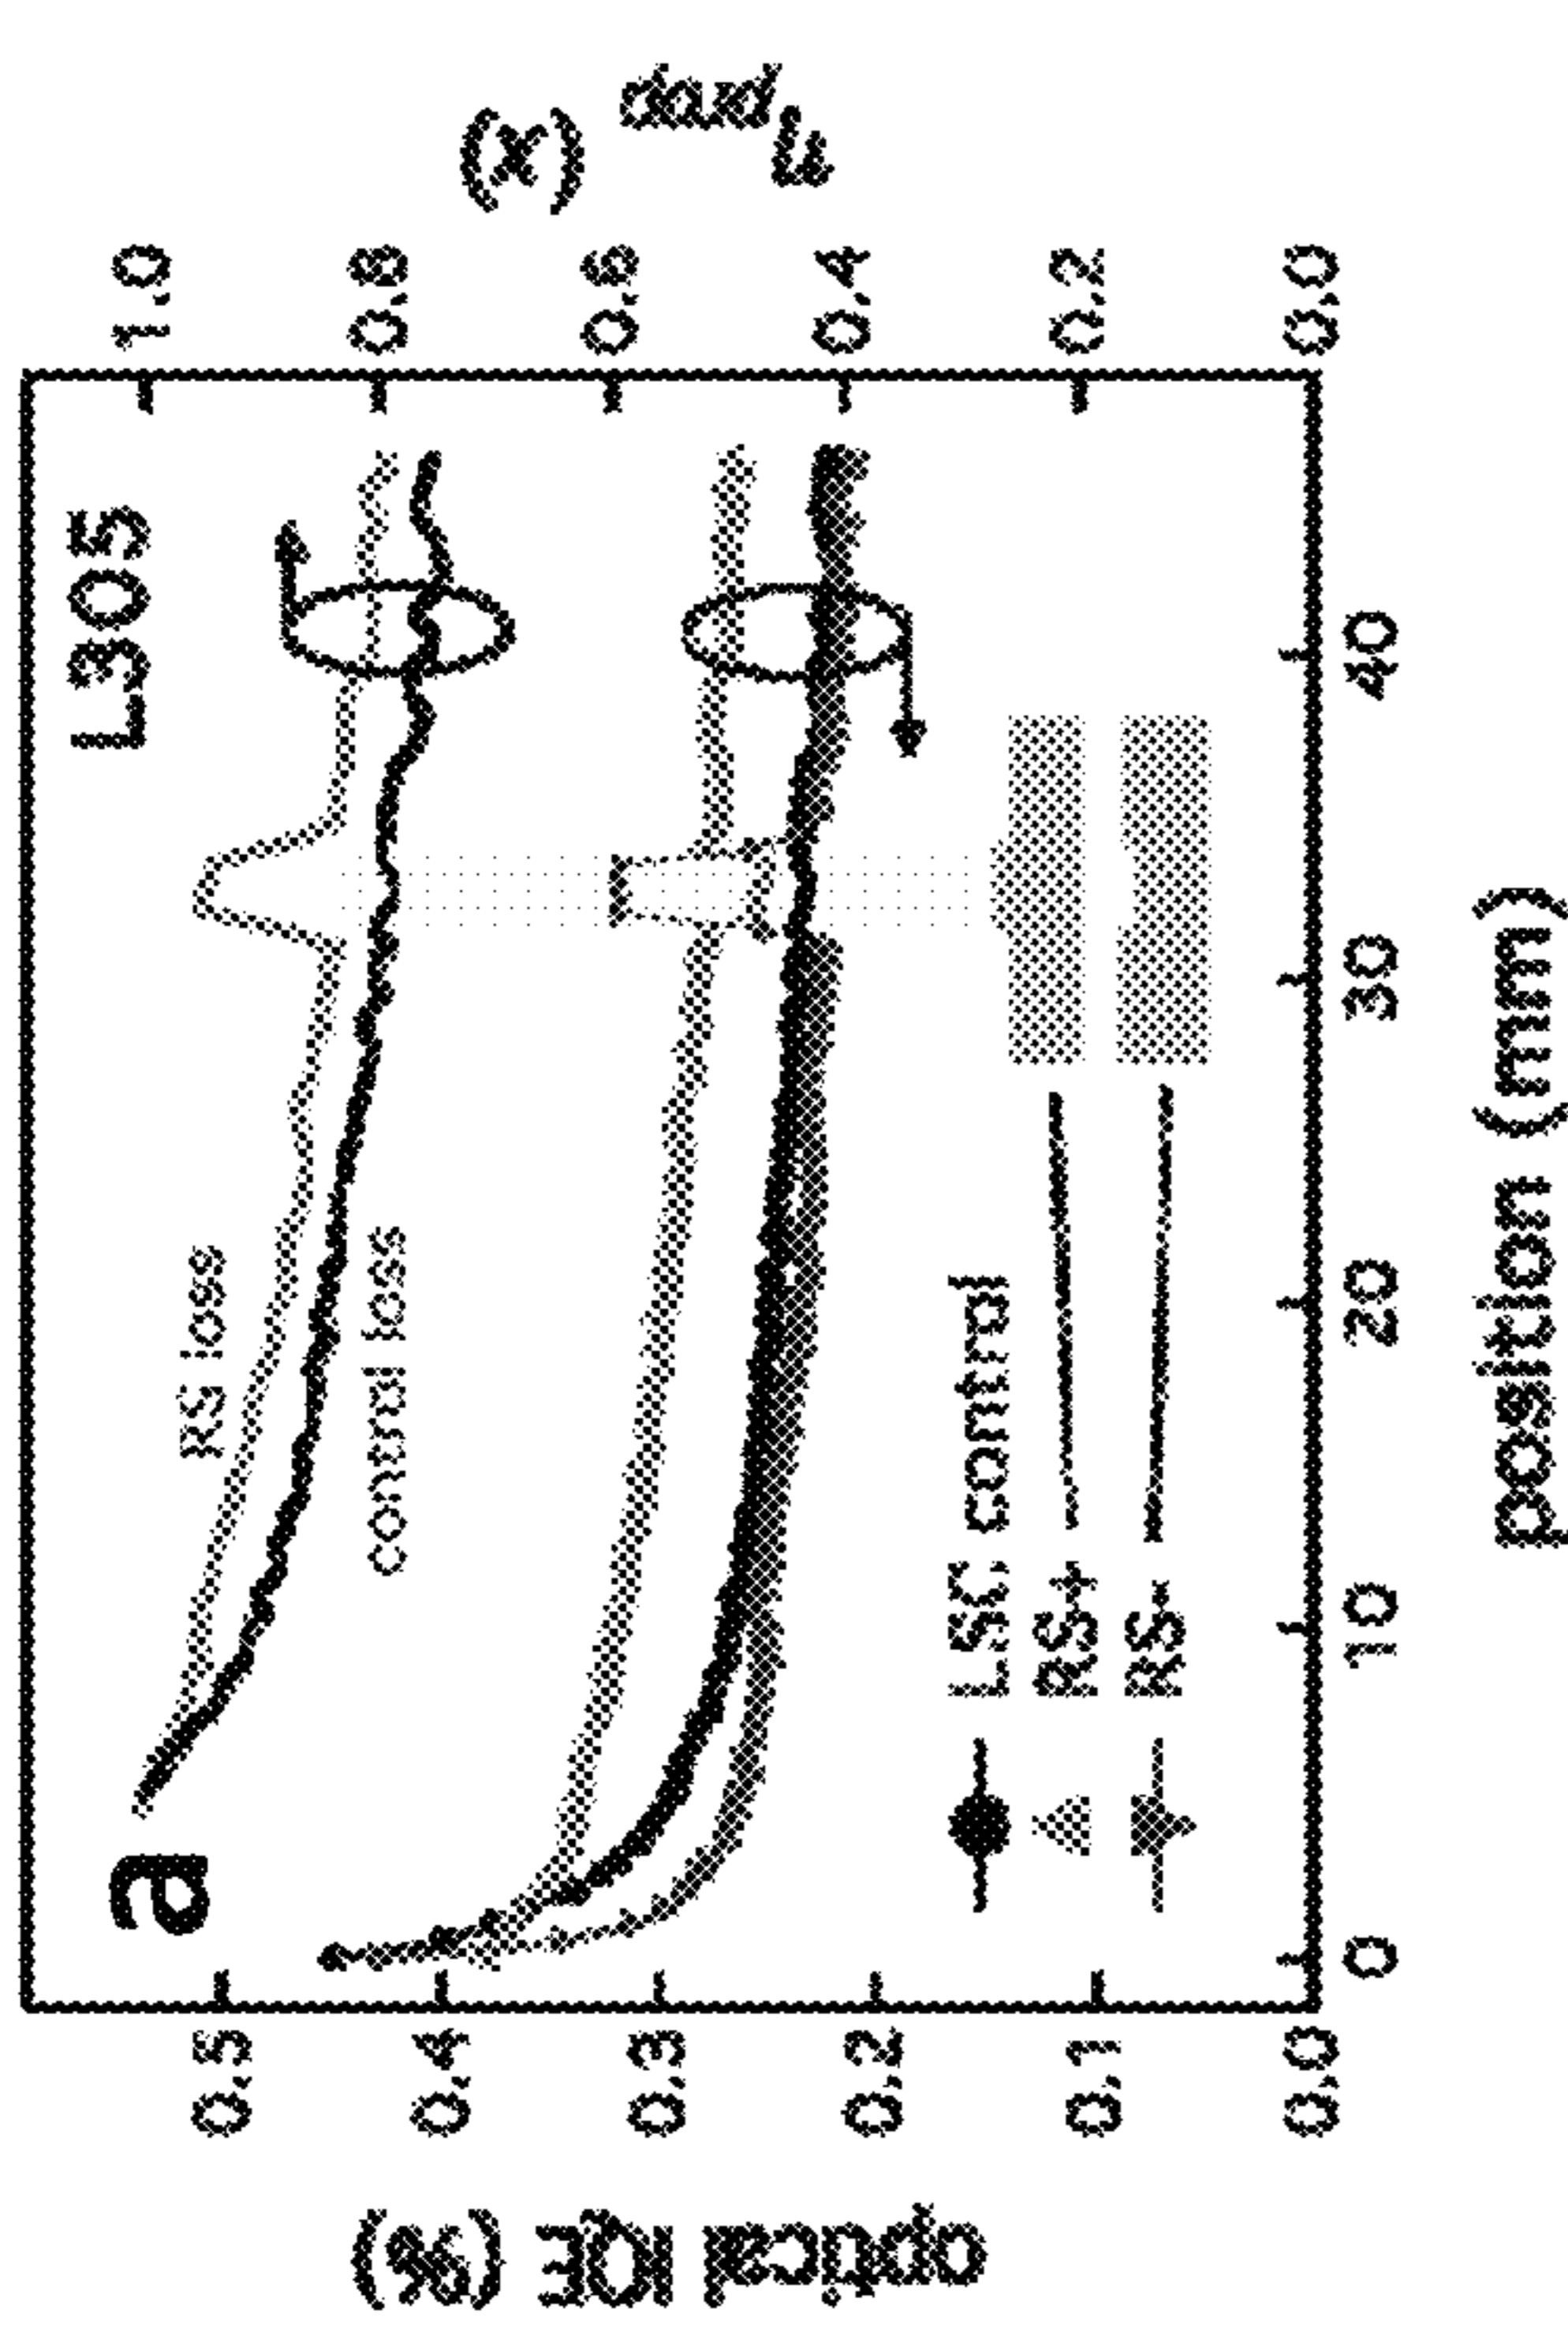 a
L305
RS loss
control loss
LSC control
RS+
RS-
optical IQE (%)
0.5
0.4
0.3
0.2
0.1
0.0
1.0
0.8
0.6
0.4
0.2
0.0
ηprop (x)
0
10
20
30
40
position (mm)